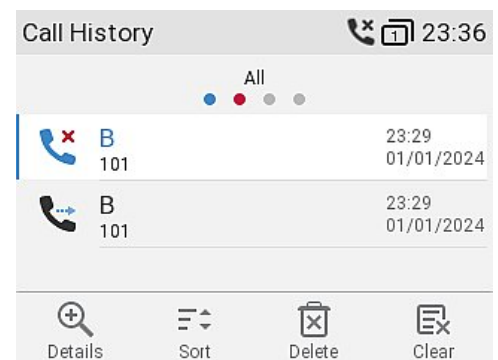 Call History 1 23:36
All
B 23:29
101 01/01/2024
B 23:29
101 01/01/2024
Details Sort Delete Clear